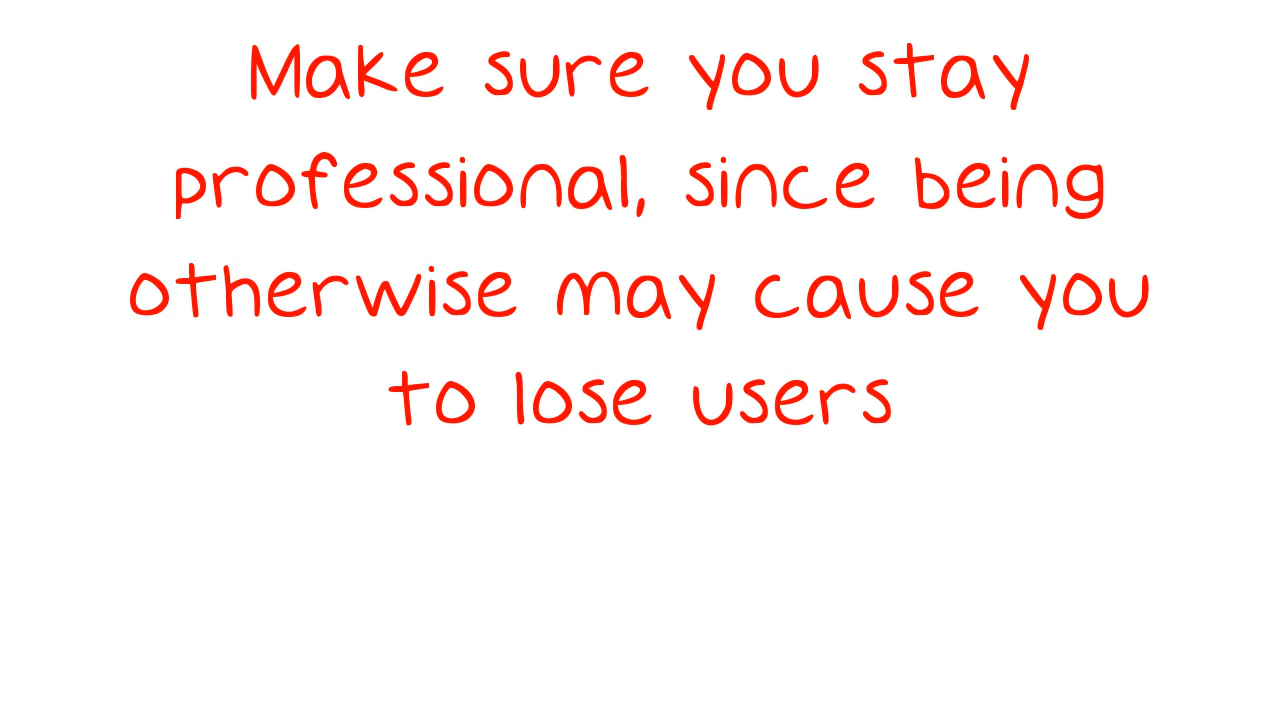 Make sure you stay
professional, since being
otherwise may cause you
to lose users